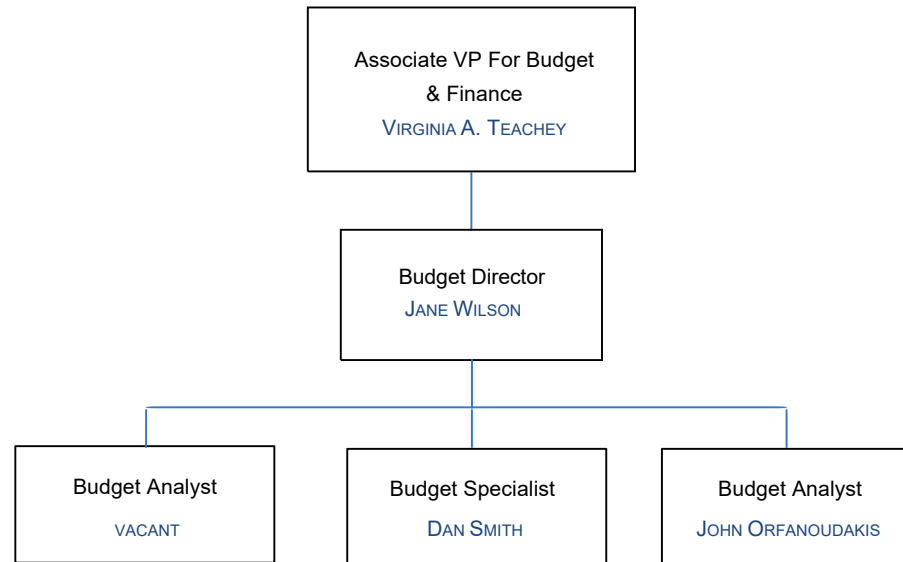 Associate VP For Budget
& Finance
VIRGINIA A. TEACHEY
Budget Director
JANE WILSON
Budget Analyst
VACANT
Budget Specialist
DAN SMITH
Budget Analyst
JOHN ORFANOUDAKIS